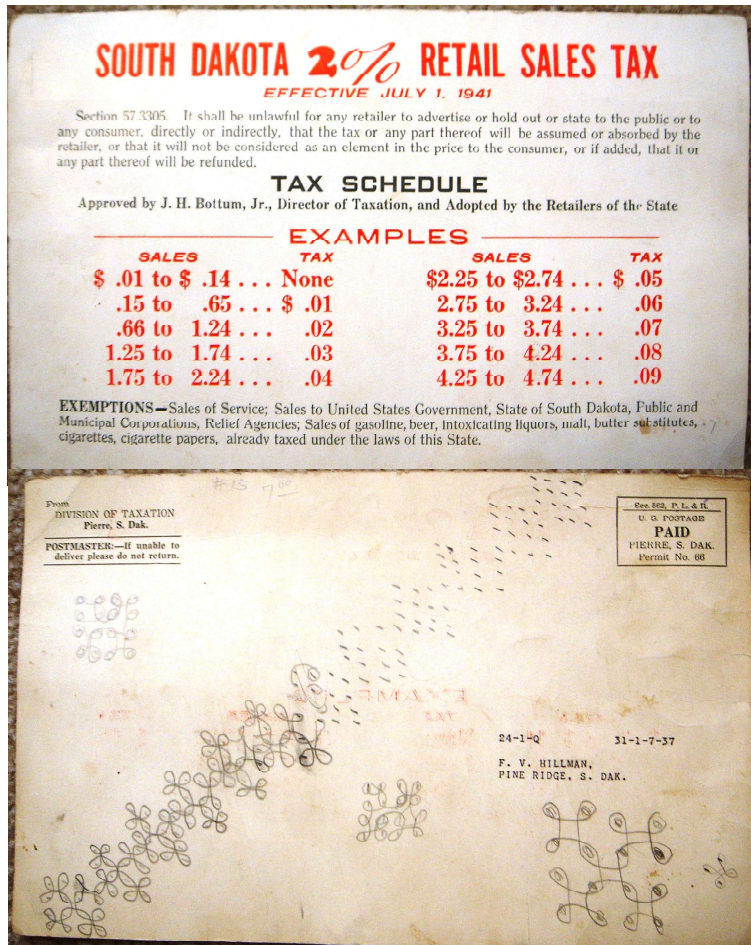 SOUTH DAKOTA 2% RETAIL SALES TAX
EFFECTIVE JULY 1, 1941
Section 57.3305. It shall be unlawful for any retailer to advertise or hold out or state to the public or to
any consumer, directly or indirectly, that the tax or any part thereof will be assumed or absorbed by the
retailer, or that it will not be considered as an element in the price to the consumer, or if added, that it or
any part thereof will be refunded.
TAX SCHEDULE
Approved by J. H. Bottum, Jr., Director of Taxation, and Adopted by the Retailers of the State
EXAMPLES
SALES TAX SALES TAX
$ .01 to $ .14 ... None $2.25 to $2.74 ... $ .05
.15 to .65 ... $ .01 2.75 to 3.24 ... .06
.66 to 1.24 ... .02 3.25 to 3.74 ... .07
1.25 to 1.74 ... .03 3.75 to 4.24 ... .08
1.75 to 2.24 ... .04 4.25 to 4.74 ... .09
EXEMPTIONS—Sales of Service; Sales to United States Government, State of South Dakota, Public and
Municipal Corporations, Relief Agencies; Sales of gasoline, beer, intoxicating liquors, malt, butter substitutes,
cigarettes, cigarette papers, already taxed under the laws of this State.
#15 7.00
From
DIVISION OF TAXATION
Pierre, S. Dak.
POSTMASTER:—If unable to
deliver please do not return.
Sec. 562, P. L. & R.
U. S. POSTAGE
PAID
PIERRE, S. DAK.
Permit No. 66
24-1-Q 31-1-7-37
F. V. HILLMAN,
PINE RIDGE, S. DAK.